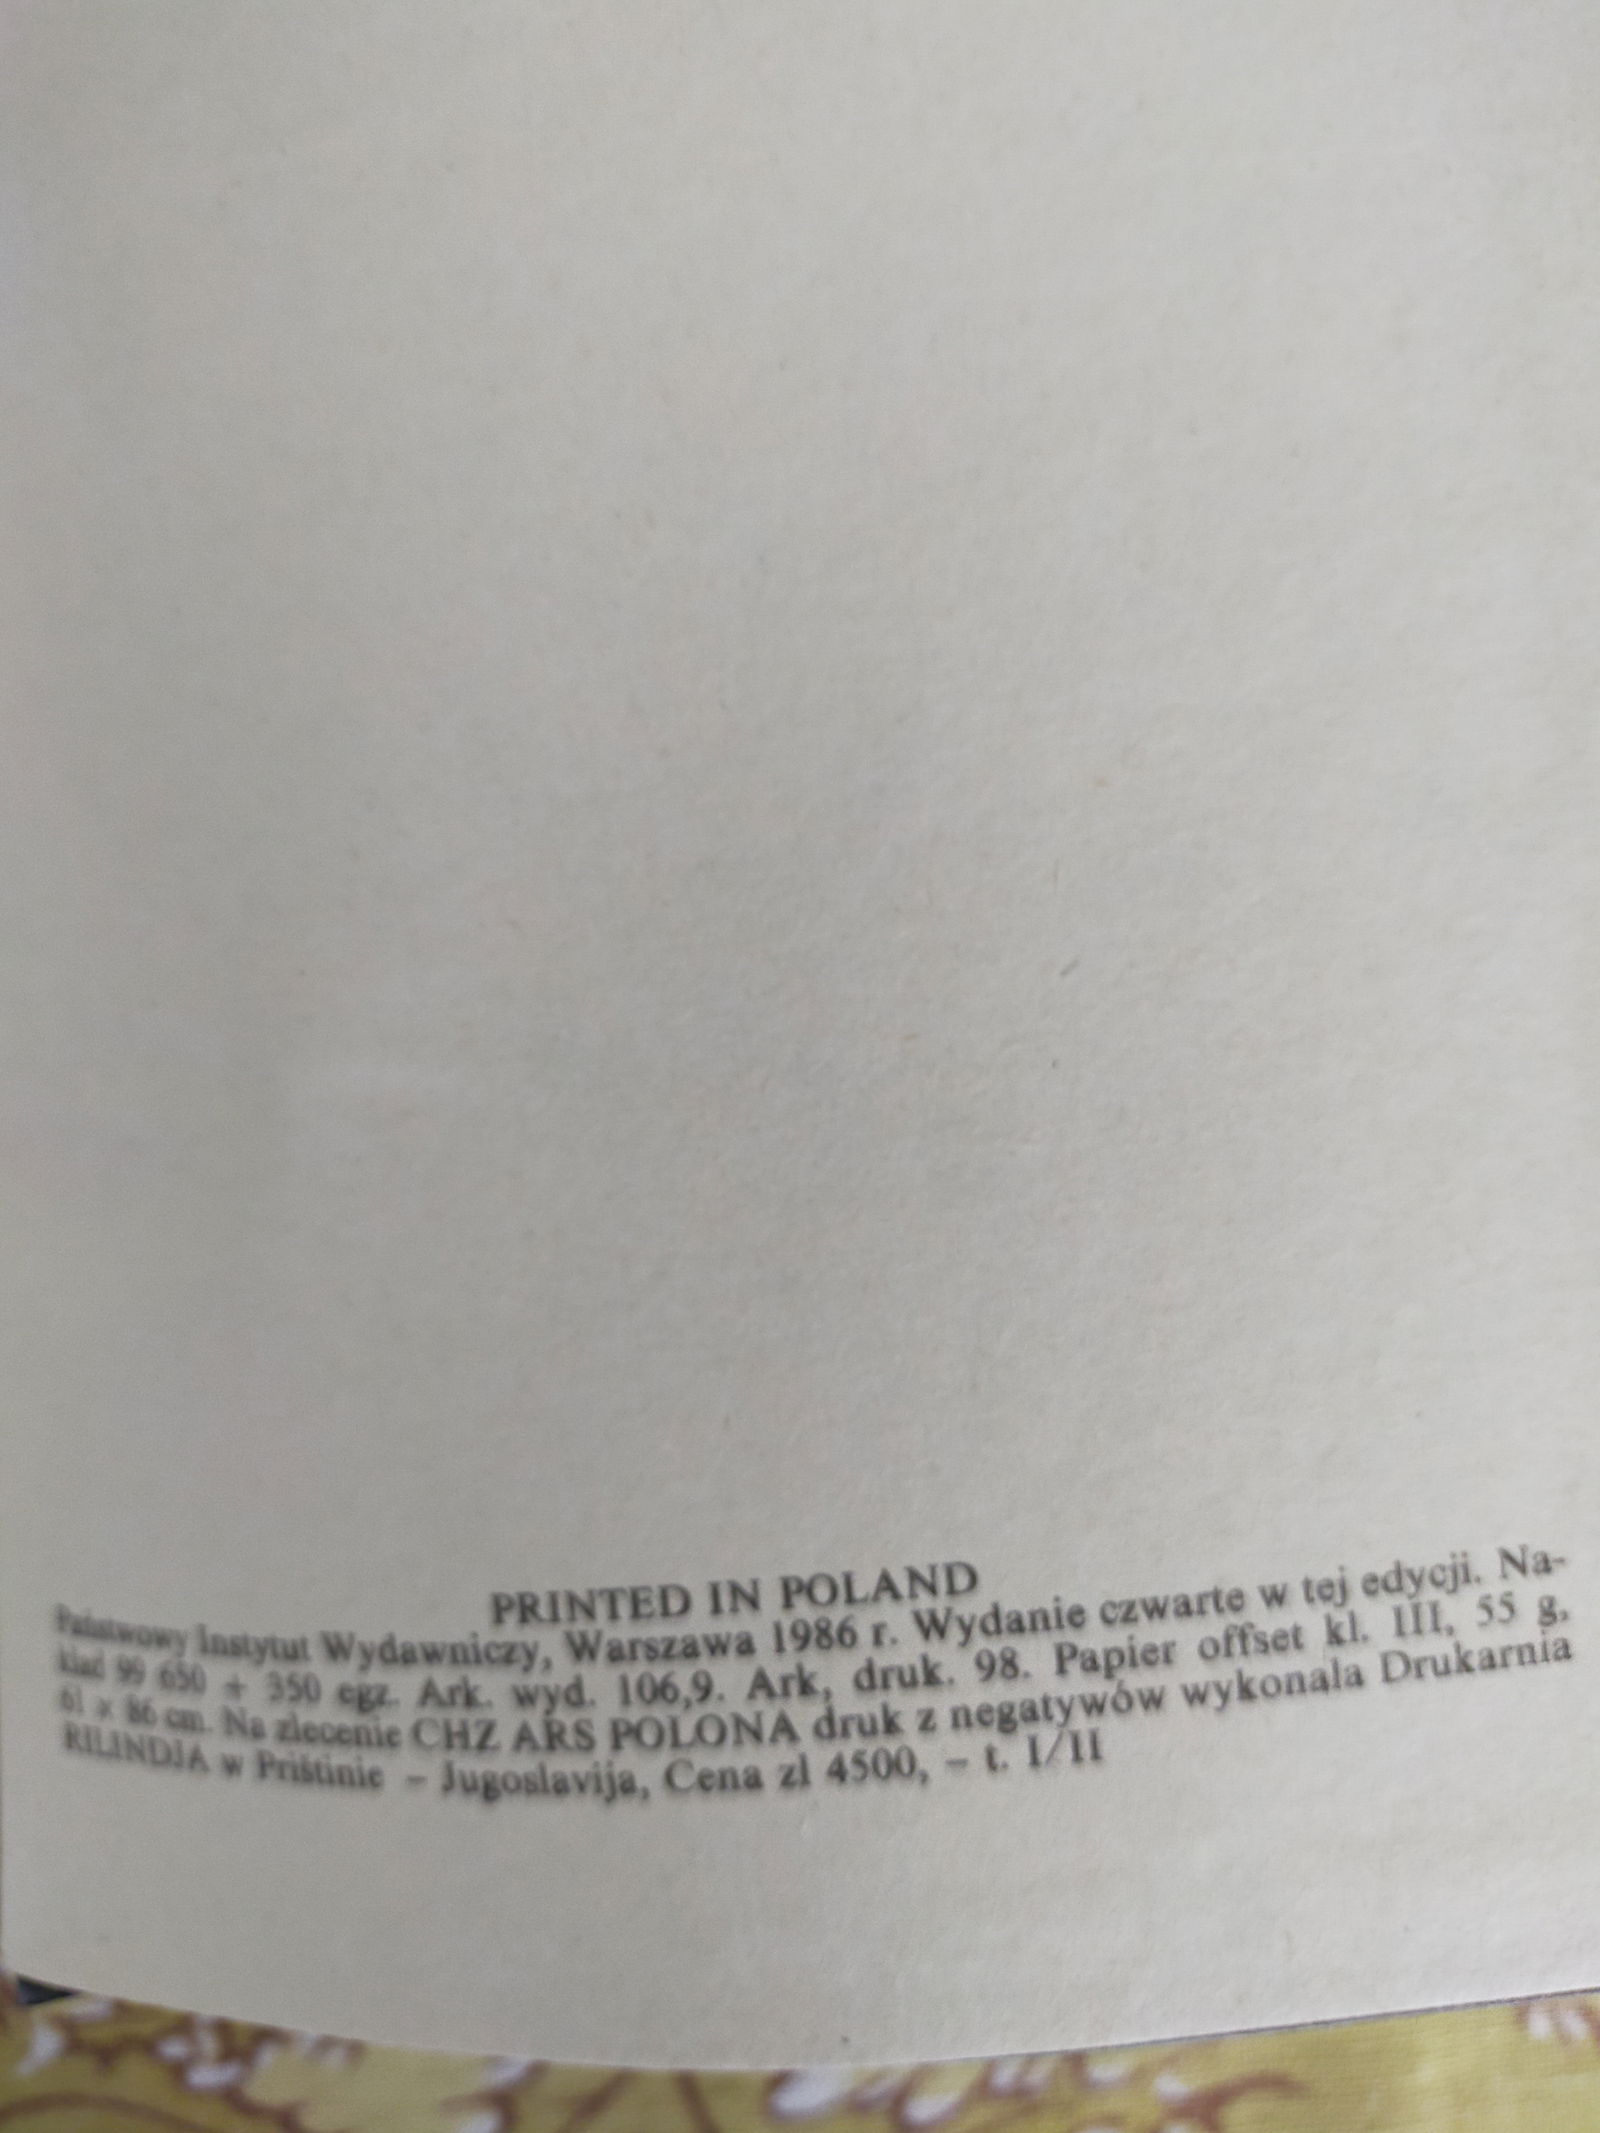 PRINTED IN POLAND
Państwowy Instytut Wydawniczy, Warszawa 1986 r. Wydanie czwarte w tej edycji. Na-
kład 99 650 + 350 egz. Ark. wyd. 106,9. Ark, druk. 98. Papier offset kl. III, 55 g,
61 x 86 cm. Na zlecenie CHZ ARS POLONA druk z negatywów wykonała Drukarnia
RILINDJA w Prištinie – Jugoslavija, Cena zl 4500, – t. I/II